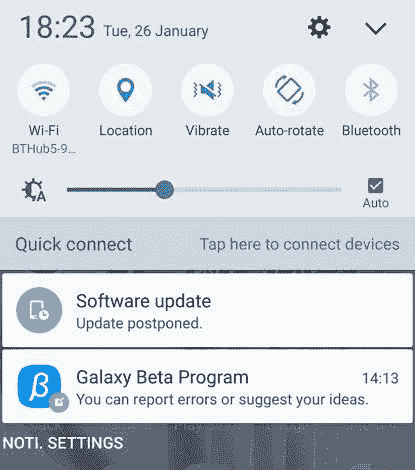 18:23 Tue, 26 January
Wi-Fi Location Vibrate Auto-rotate Bluetooth
BTHub5-9...
A Auto
Quick connect Tap here to connect devices
Software update
Update postponed.
β Galaxy Beta Program 14:13
You can report errors or suggest your ideas.
NOTI. SETTINGS